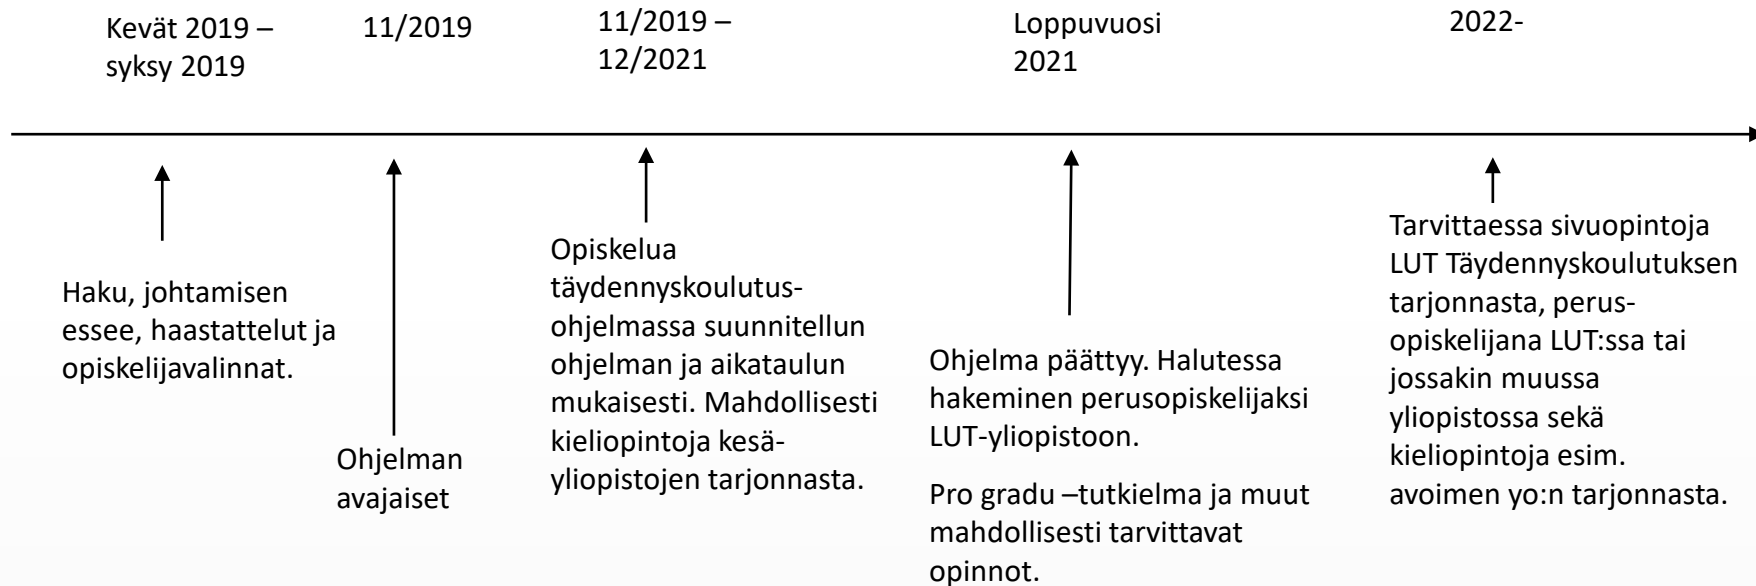 Kevät 2019 –
syksy 2019
11/2019
11/2019 –
12/2021
Loppuvuosi
2021
2022-
Haku, johtamisen
essee, haastattelut ja
opiskelijavalinnat.
Ohjelman
avajaiset
Opiskelua
täydennyskoulutus-
ohjelmassa suunnitellun
ohjelman ja aikataulun
mukaisesti. Mahdollisesti
kieliopintoja kesä-
yliopistojen tarjonnasta.
Ohjelma päättyy. Halutessa
hakeminen perusopiskelijaksi
LUT-yliopistoon.
Pro gradu –tutkielma ja muut
mahdollisesti tarvittavat
opinnot.
Tarvittaessa sivuopintoja
LUT Täydennyskoulutuksen
tarjonnasta, perus-
opiskelijana LUT:ssa tai
jossakin muussa
yliopistossa sekä
kieliopintoja esim.
avoimen yo:n tarjonnasta.